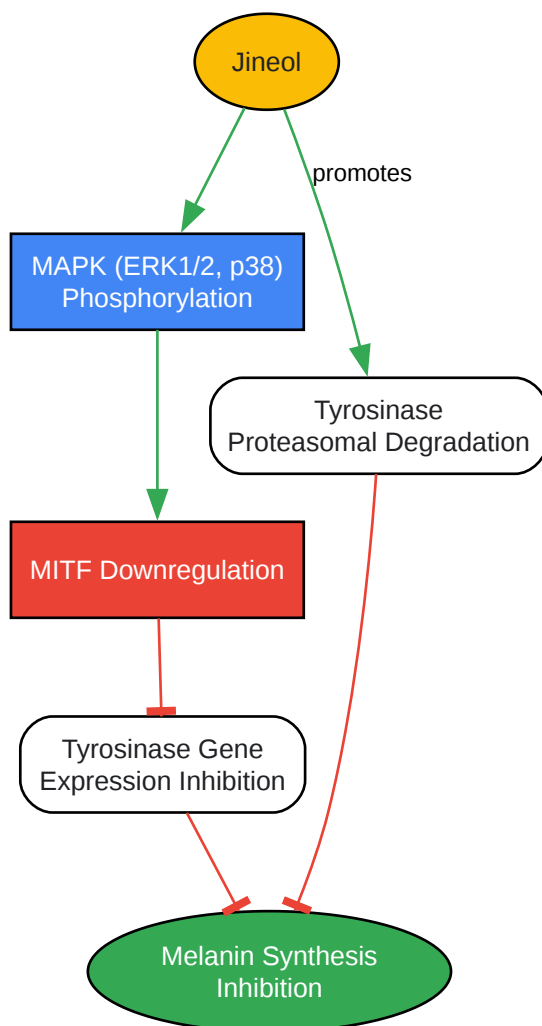 Jineol
promotes
MAPK (ERK1/2, p38)
Phosphorylation
Tyrosinase
Proteasomal Degradation
MITF Downregulation
Tyrosinase Gene
Expression Inhibition
Melanin Synthesis
Inhibition